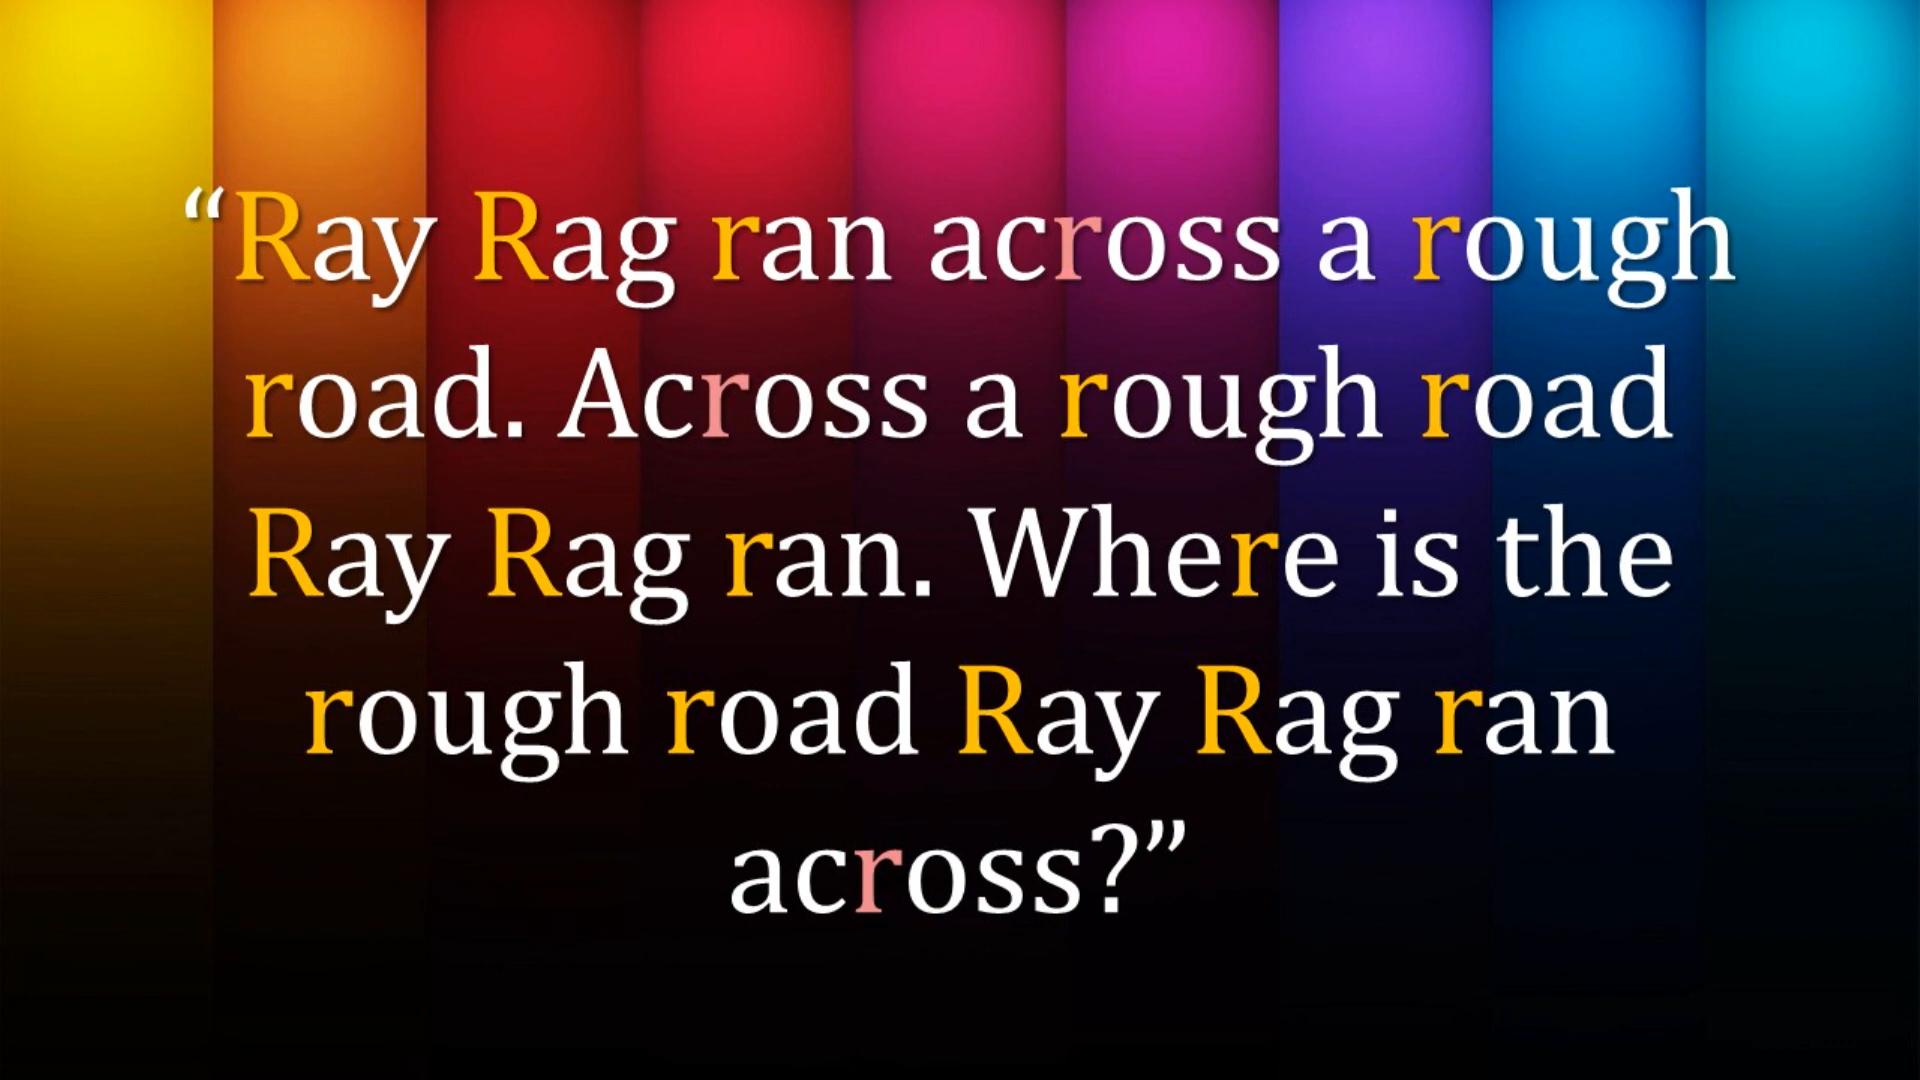 “Ray Rag ran across a rough
road. Across a rough road
Ray Rag ran. Where is the
rough road Ray Rag ran
across?”